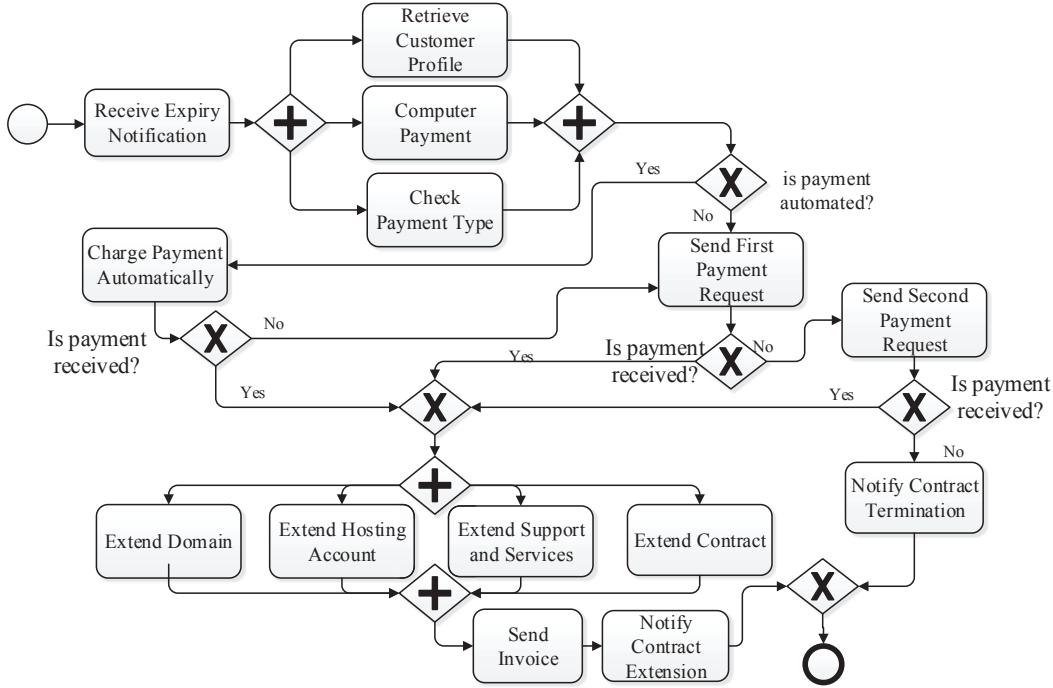 Retrieve
Customer
Profile
Receive Expiry
Notification
Computer
Payment
Check
Payment Type
Yes
is payment
automated?
No
Charge Payment
Automatically
Send First
Payment
Request
Send Second
Payment
Request
Is payment
received?
No
Yes
Is payment
received?
No
Yes
Is payment
received?
Yes
No
Notify Contract
Termination
Extend Domain
Extend Hosting
Account
Extend Support
and Services
Extend Contract
Send
Invoice
Notify
Contract
Extension